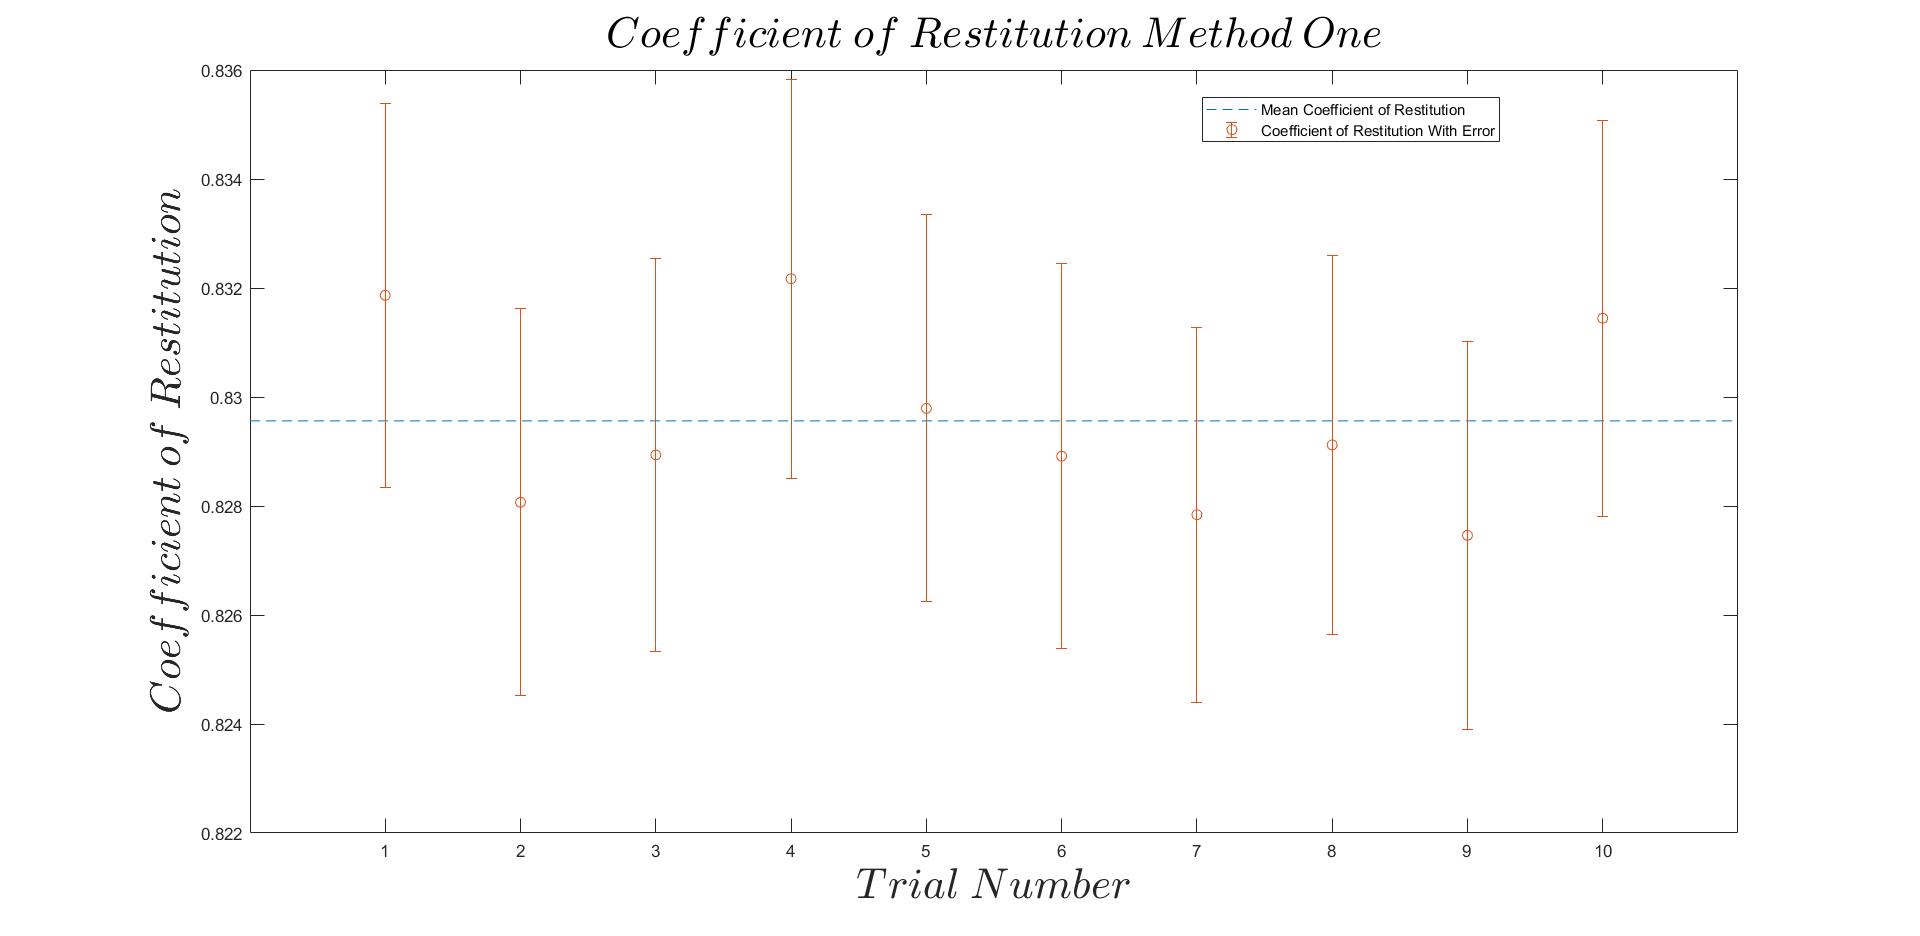 Coefficient of Restitution Method One
0.836
0.834
0.832
0.83
0.828
0.826
0.824
0.822
Coefficient of Restitution
Mean Coefficient of Restitution
Coefficient of Restitution With Error
1 2 3 4 5 6 7 8 9 10
Trial Number